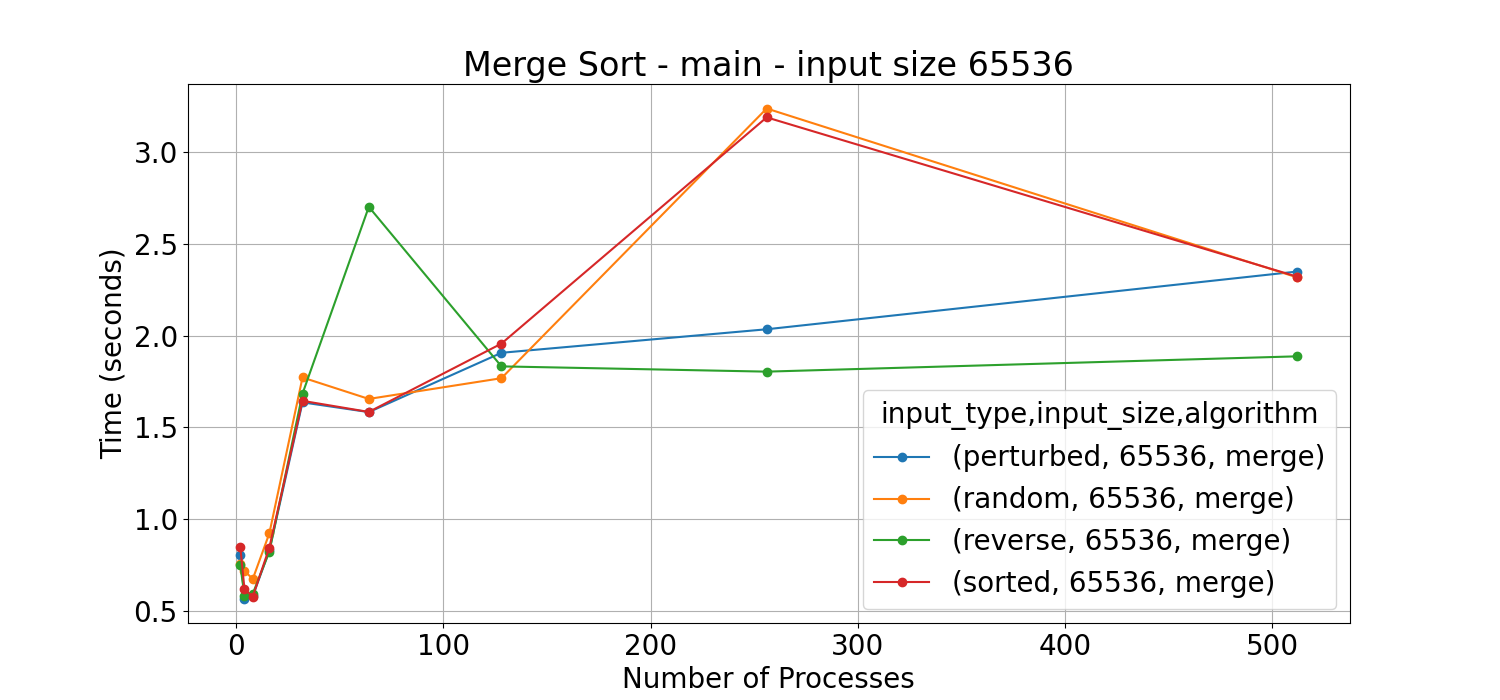 Merge Sort - main - input size 65536
3.0
2.5
2.0
1.5
1.0
0.5
Time (seconds)
input_type,input_size,algorithm
(perturbed, 65536, merge)
(random, 65536, merge)
(reverse, 65536, merge)
(sorted, 65536, merge)
0 100 200 300 400 500
Number of Processes